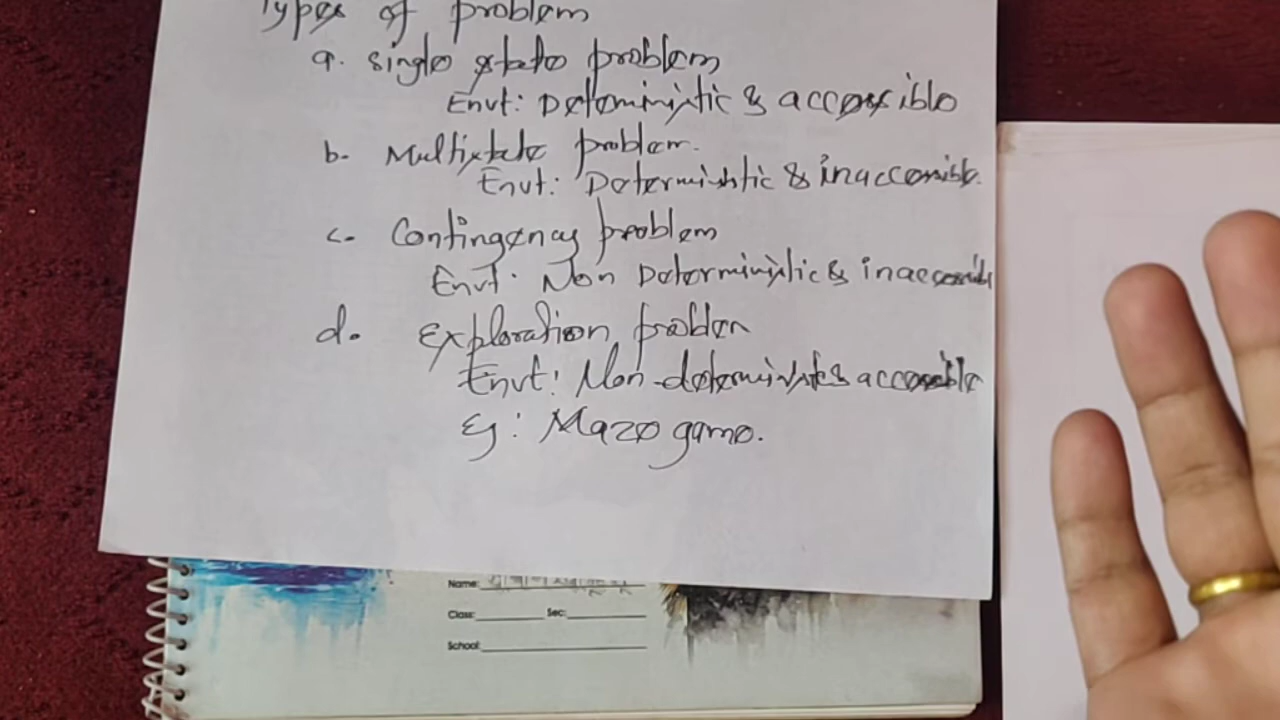 Types of problem
a. single state problem
Envt: Deterministic & accessible
b. Multistate problem.
Envt: Deterministic & inaccessible.
c. Contingency problem
Envt. Non Deterministic & inaccessible
d. Exploration problem
Envt: Non-deterministic & accessible
Eg: Maze game.
Name:
Class: Sec:
School: